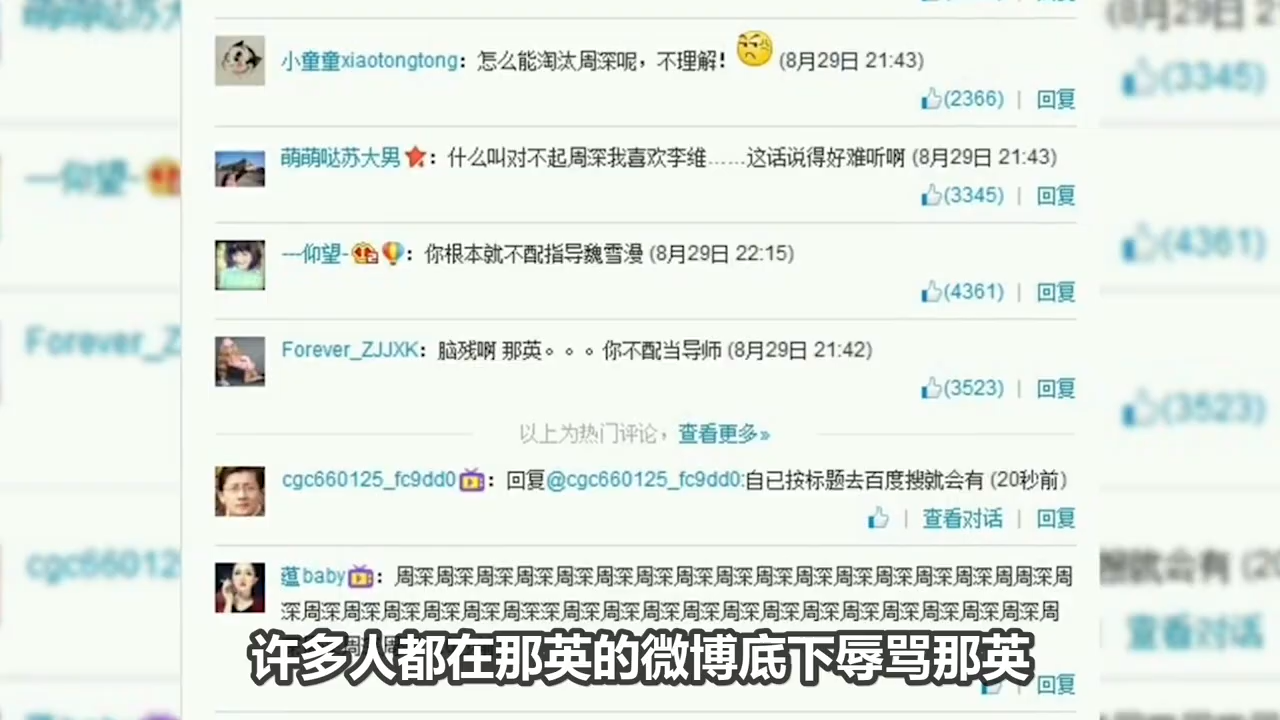 小童童xiaotongtong：怎么能淘汰周深呢，不理解！ (8月29日 21:43)
(2366) | 回复
萌萌哒苏大男：什么叫对不起周深我喜欢李维……这话说得好难听啊 (8月29日 21:43)
(3345) | 回复
---仰望-：你根本就不配指导魏雪漫 (8月29日 22:15)
(4361) | 回复
Forever_ZJJXK：脑残啊 那英。。。你不配当导师 (8月29日 21:42)
(3523) | 回复
以上为热门评论，查看更多»
cgc660125_fc9dd0：回复@cgc660125_fc9dd0:自已按标题去百度搜就会有 (20秒前)
| 查看对话 | 回复
蕴baby：周深周深周深周深周深周深周深周深周深周深周深周深周深周深周深周周深周
深周深周深周深周深周深周深周深周深周深周深周深周深周深周深周深周深周深周深周
许多人都在那英的微博底下辱骂那英
回复